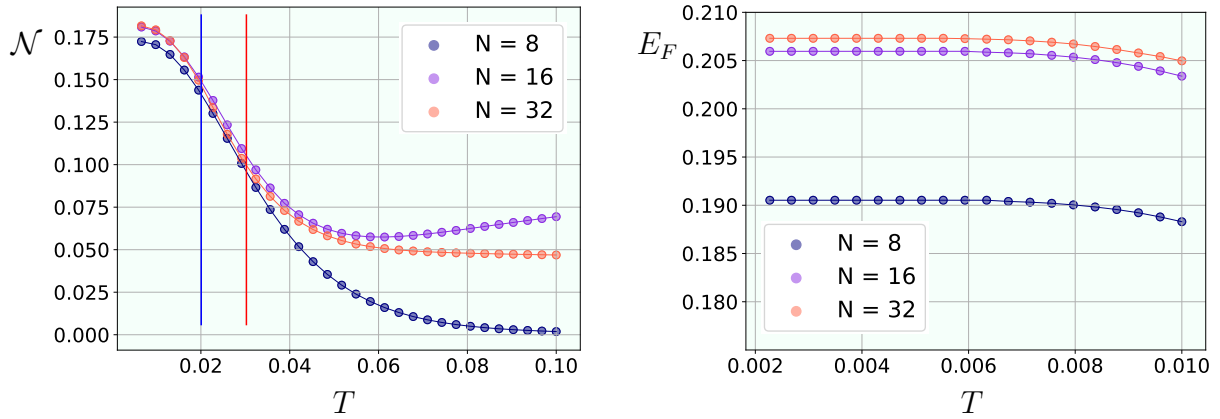 𝒩
0.175
0.150
0.125
0.100
0.075
0.050
0.025
0.000
N = 8
N = 16
N = 32
0.02
0.04
0.06
0.08
0.10
T
E_F
0.210
0.205
0.200
0.195
0.190
0.185
0.180
N = 8
N = 16
N = 32
0.002
0.004
0.006
0.008
0.010
T